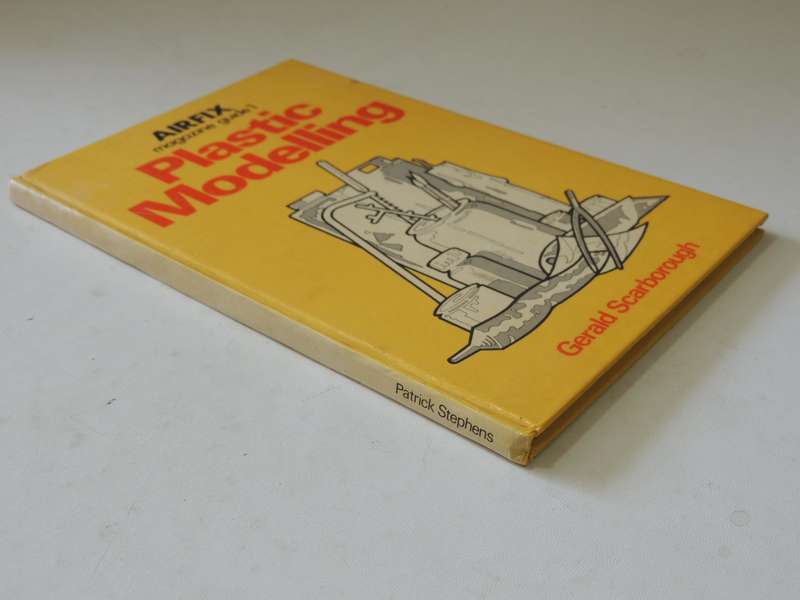 AIRFIX
magazine guide 1
Plastic
Modelling
Gerald Scarborough
Patrick Stephens